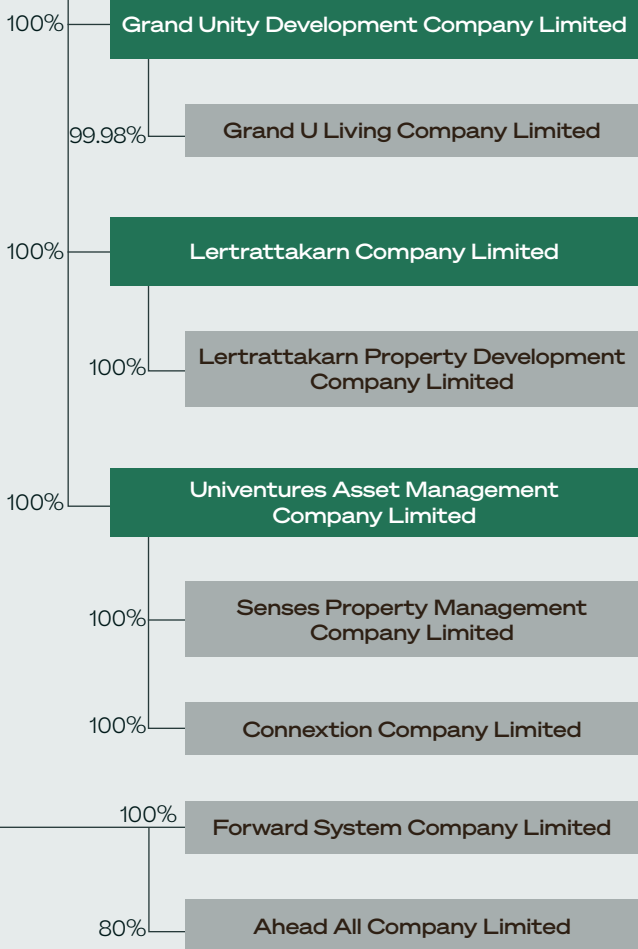 100%
Grand Unity Development Company Limited
99.98%
Grand U Living Company Limited
100%
Lertrattakarn Company Limited
100%
Lertrattakarn Property Development
Company Limited
100%
Univentures Asset Management
Company Limited
100%
Senses Property Management
Company Limited
100%
Connextion Company Limited
100%
Forward System Company Limited
80%
Ahead All Company Limited